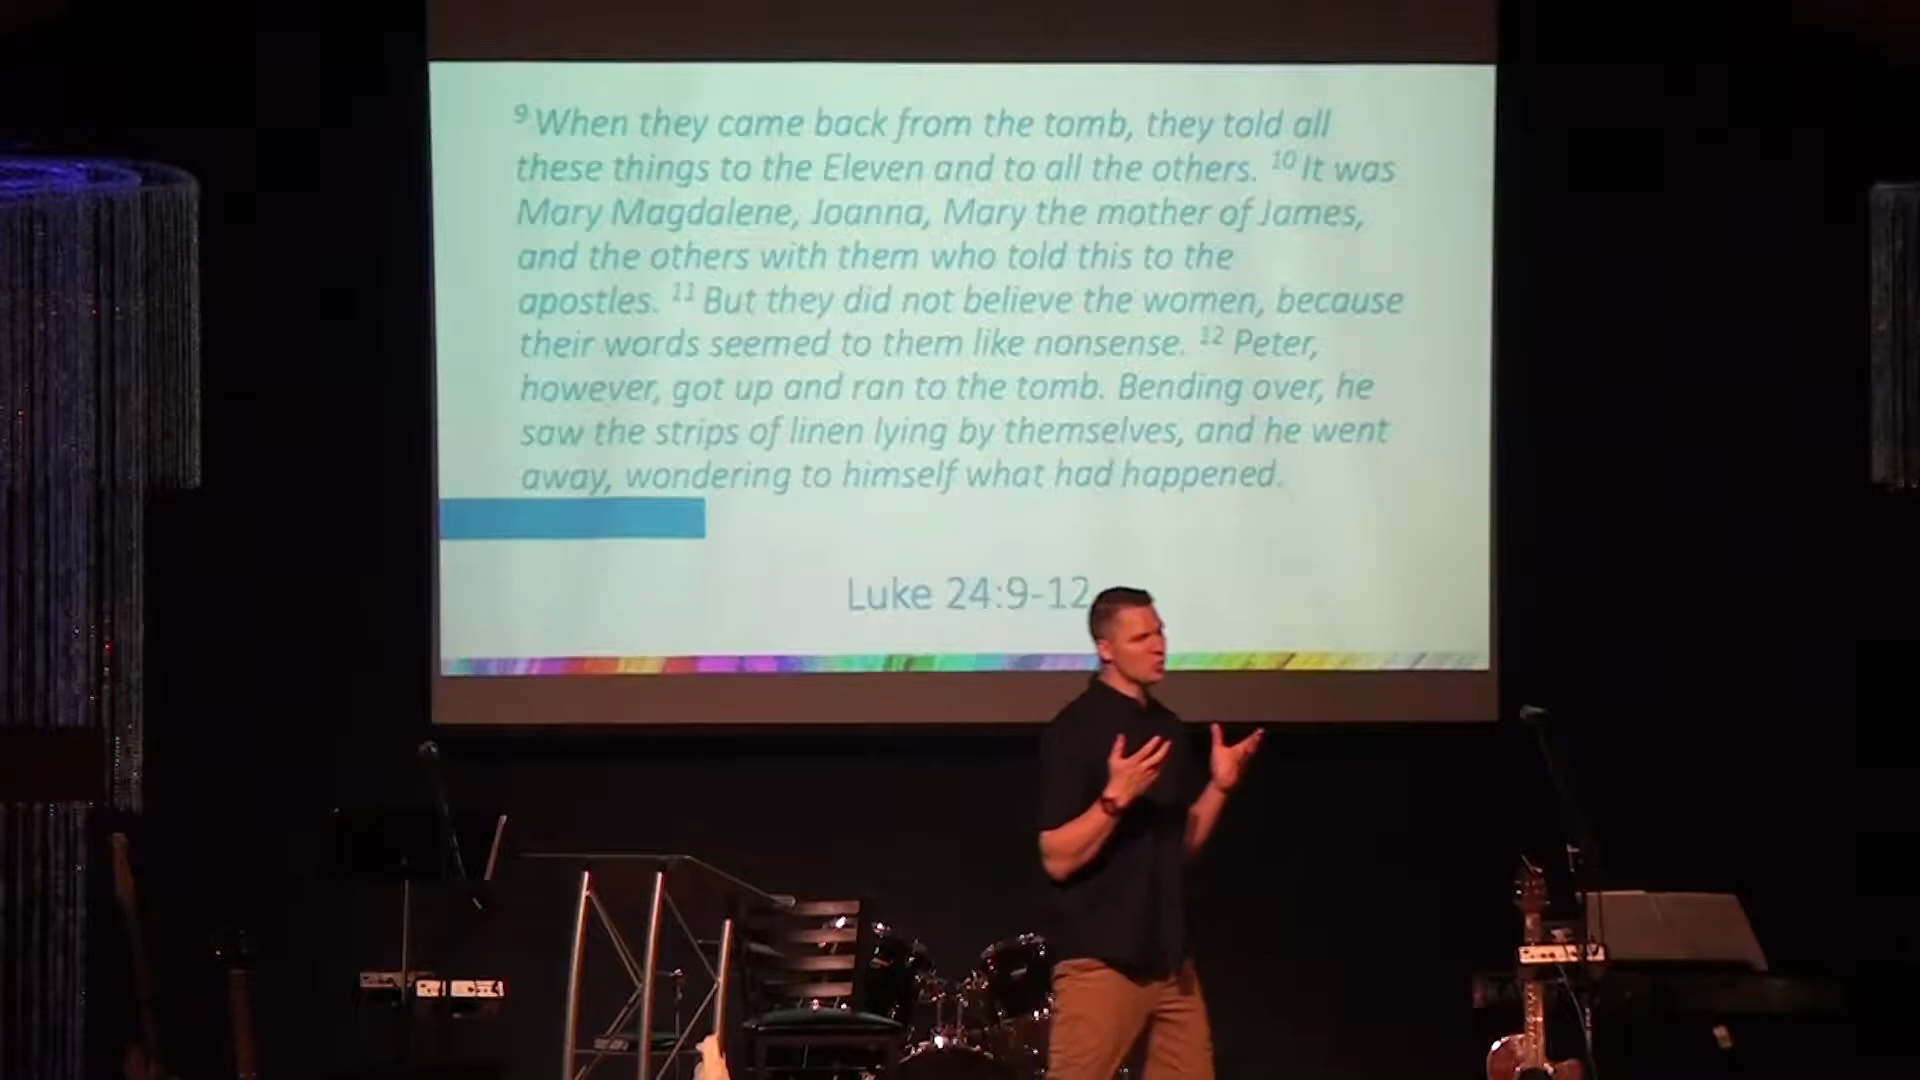 9 When they came back from the tomb, they told all
these things to the Eleven and to all the others. 10 It was
Mary Magdalene, Joanna, Mary the mother of James,
and the others with them who told this to the
apostles. 11 But they did not believe the women, because
their words seemed to them like nonsense. 12 Peter,
however, got up and ran to the tomb. Bending over, he
saw the strips of linen lying by themselves, and he went
away, wondering to himself what had happened.
Luke 24:9-12